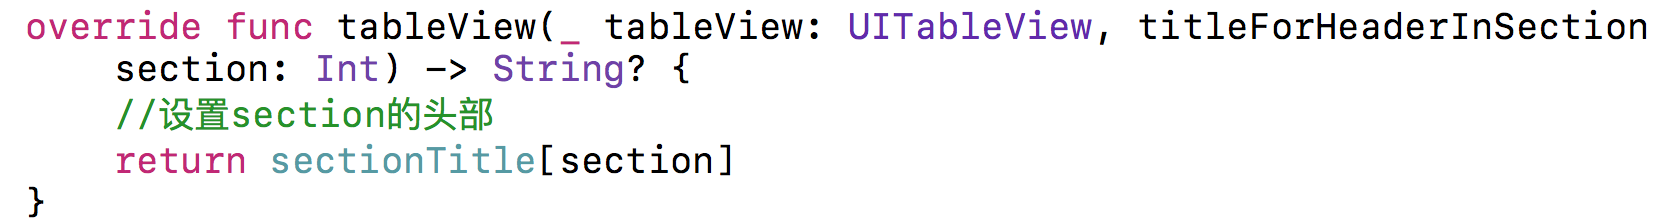 override func tableView(_ tableView: UITableView, titleForHeaderInSection
section: Int) -> String? {
//设置section的头部
return sectionTitle[section]
}